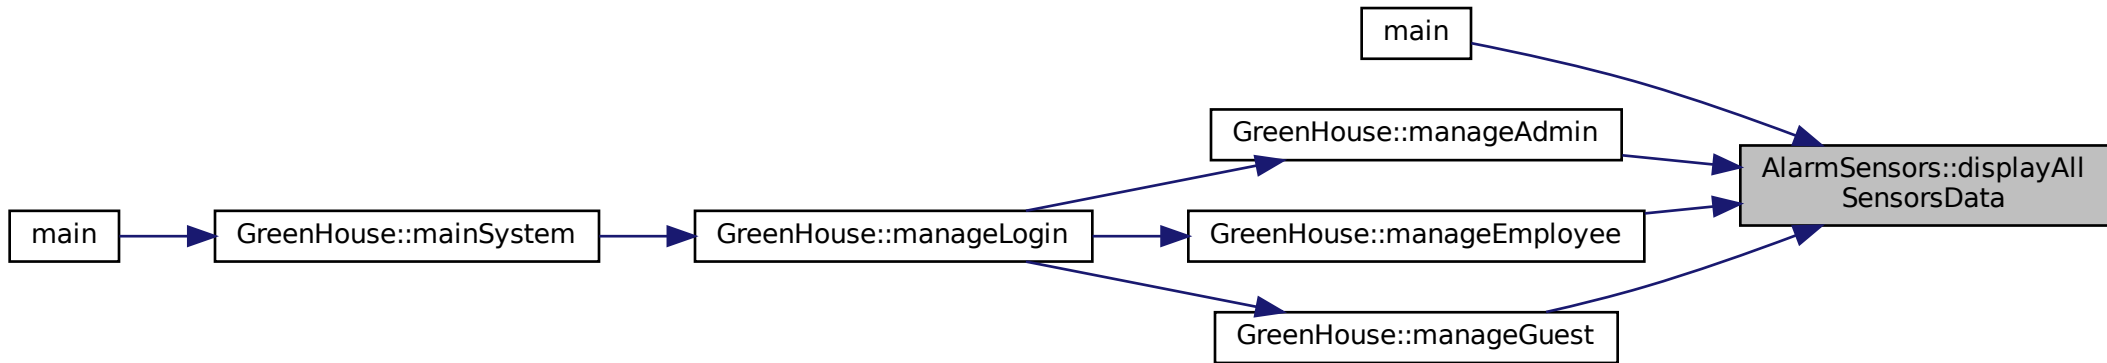 main
GreenHouse::manageAdmin
AlarmSensors::displayAll
SensorsData
main
GreenHouse::mainSystem
GreenHouse::manageLogin
GreenHouse::manageEmployee
GreenHouse::manageGuest